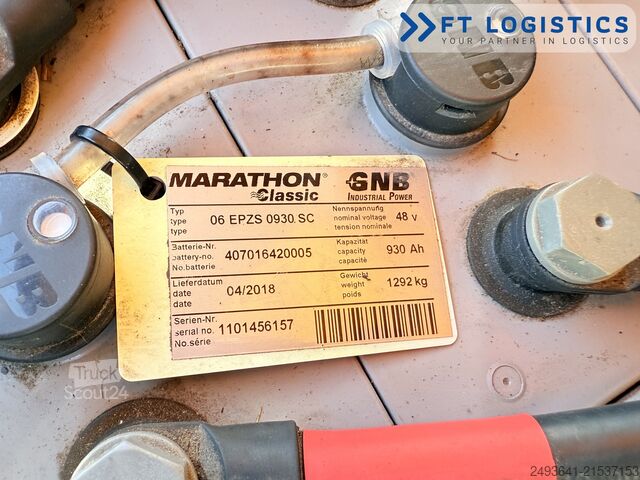 FT LOGISTICS
YOUR PARTNER IN LOGISTICS
MARATHON®
Classic
GNB
INDUSTRIAL POWER
Typ
type
type
06 EPZS 0930 SC
Nennspannung
nominal voltage
tension nominale
48 V
Batterie-Nr.
battery-no.
No.batterie
407016420005
Kapazität
capacity
capacité
930 Ah
Lieferdatum
date
date
04/2018
Gewicht
weight
poids
1292 kg
Serien-Nr.
serial no.
No.série
1101456157
Truck
Scout24
2493641-21537153